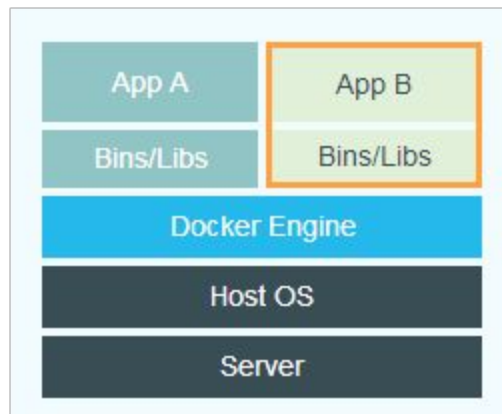 App A
App B
Bins/Libs
Bins/Libs
Docker Engine
Host OS
Server